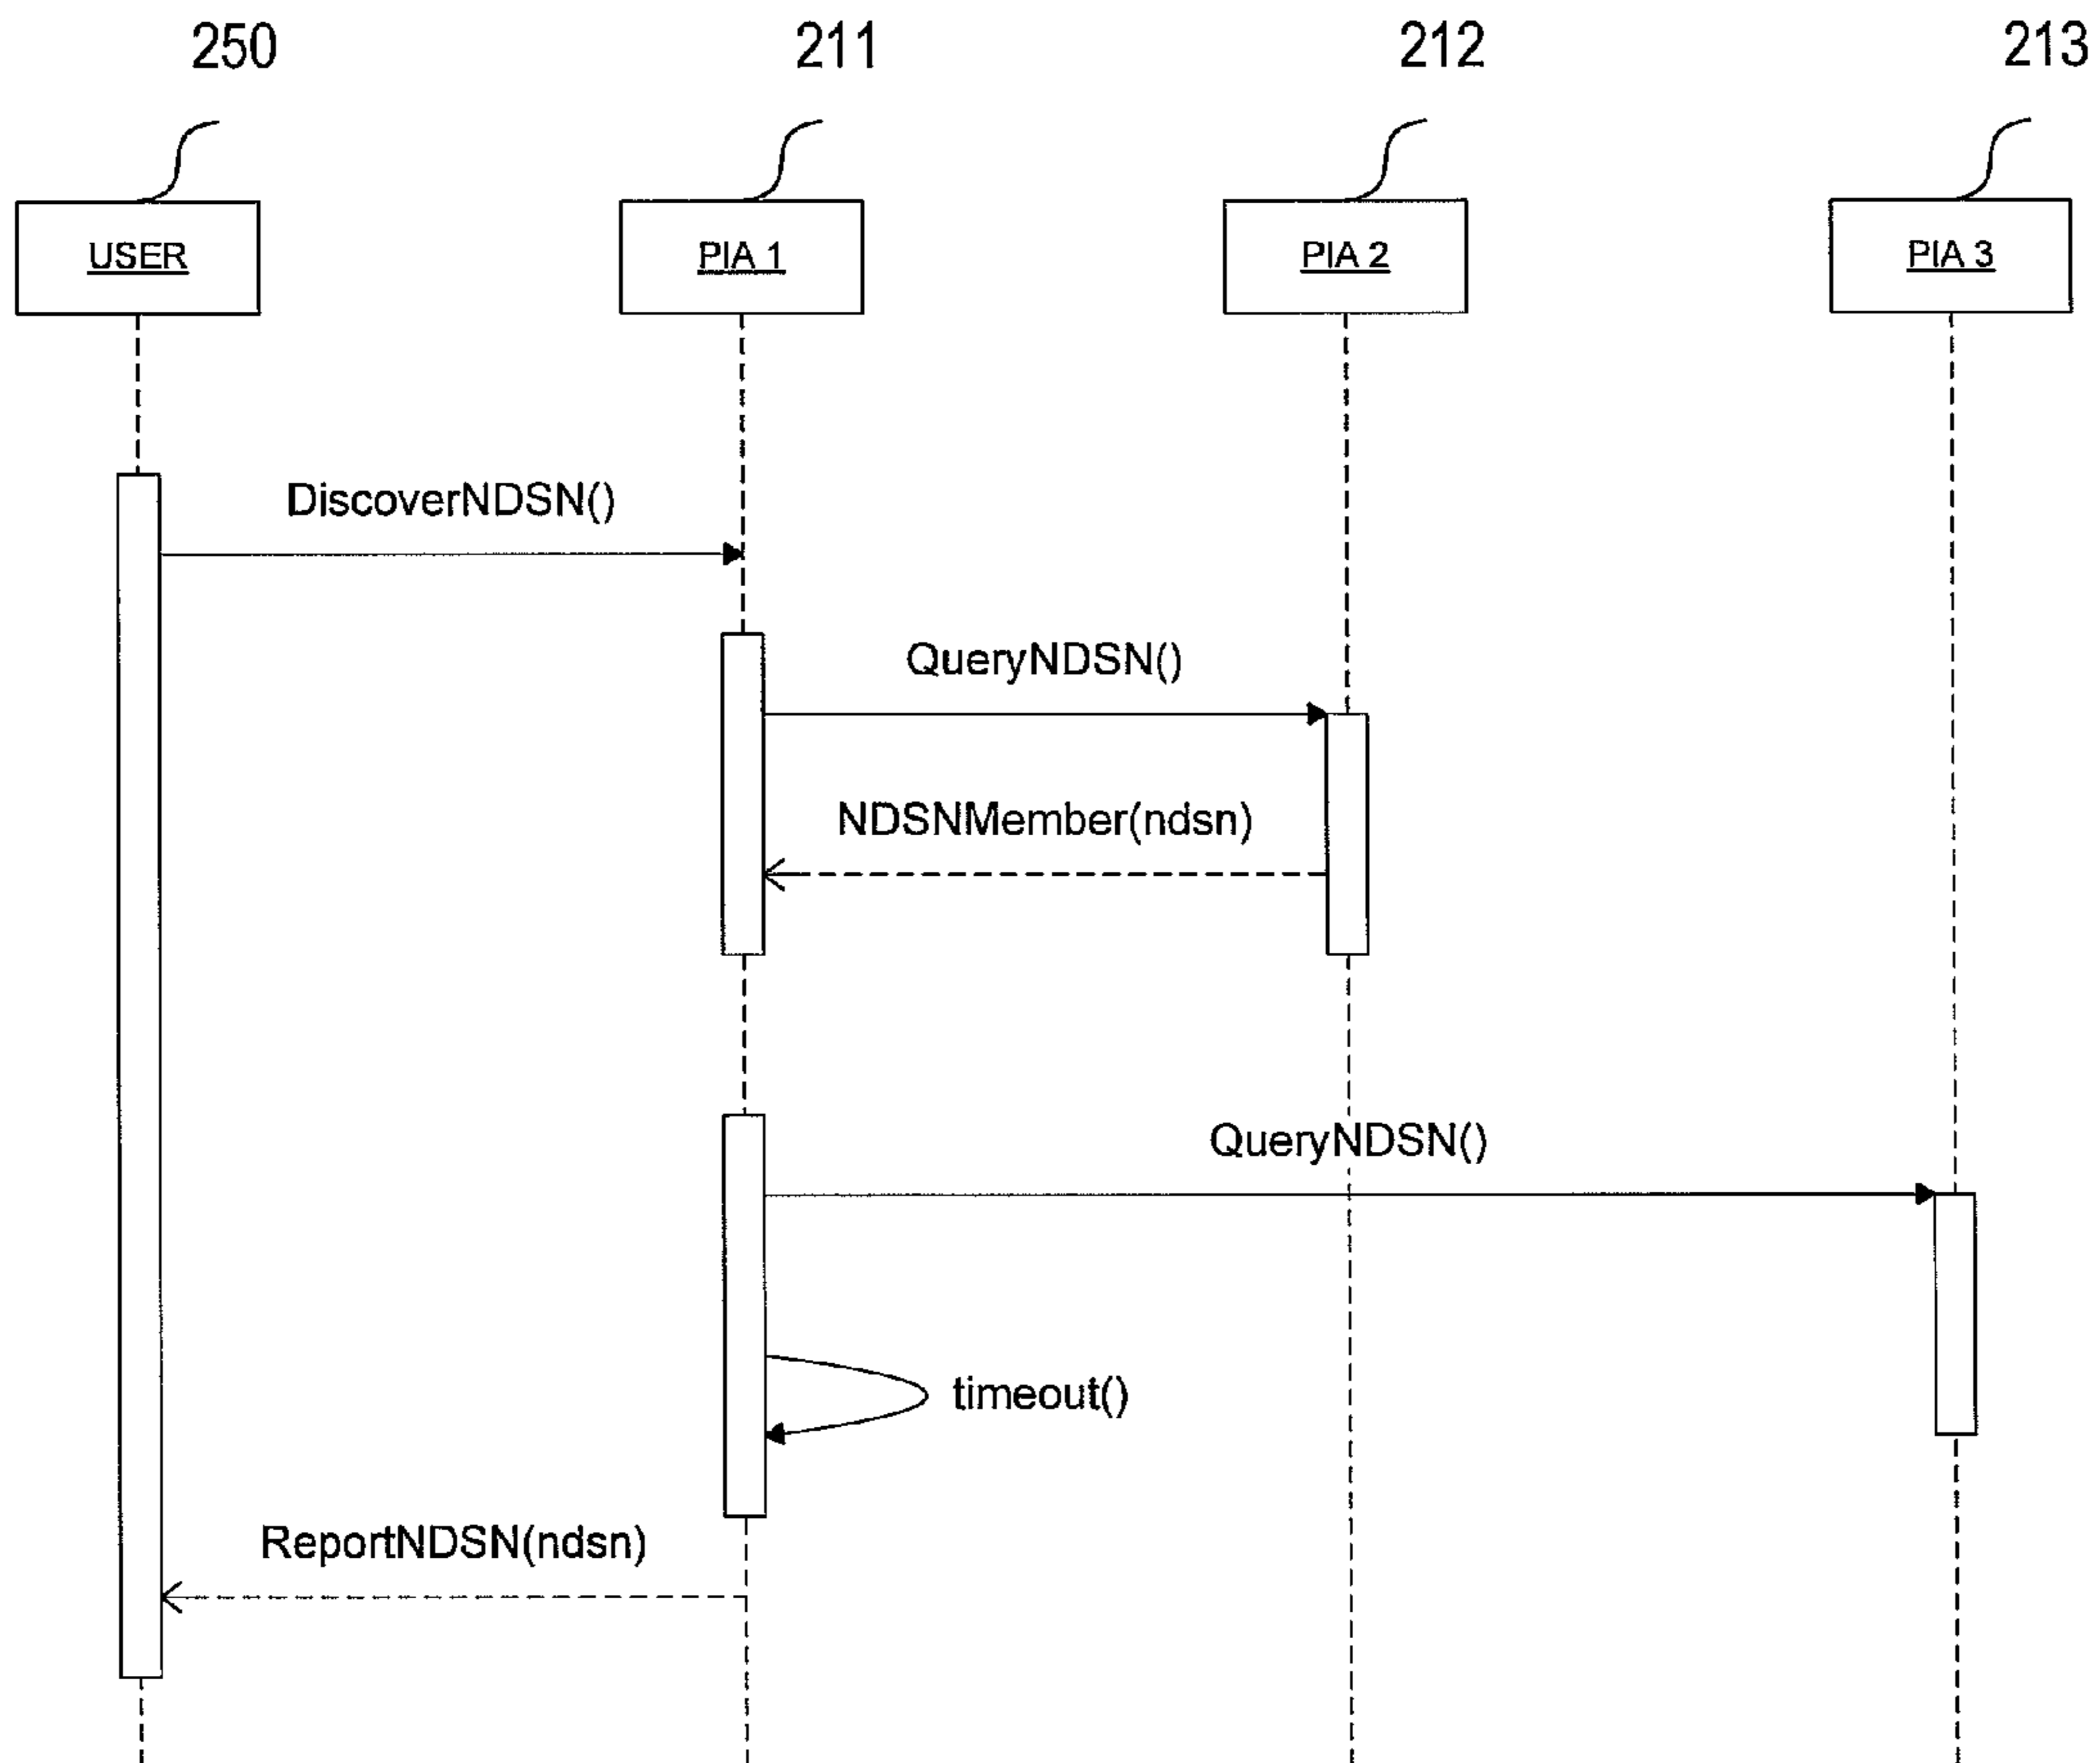 250
211
212
213
USER
PIA 1
PIA 2
PIA 3
DiscoverNDSN()
QueryNDSN()
NDSNMember(ndsn)
QueryNDSN()
timeout()
ReportNDSN(ndsn)